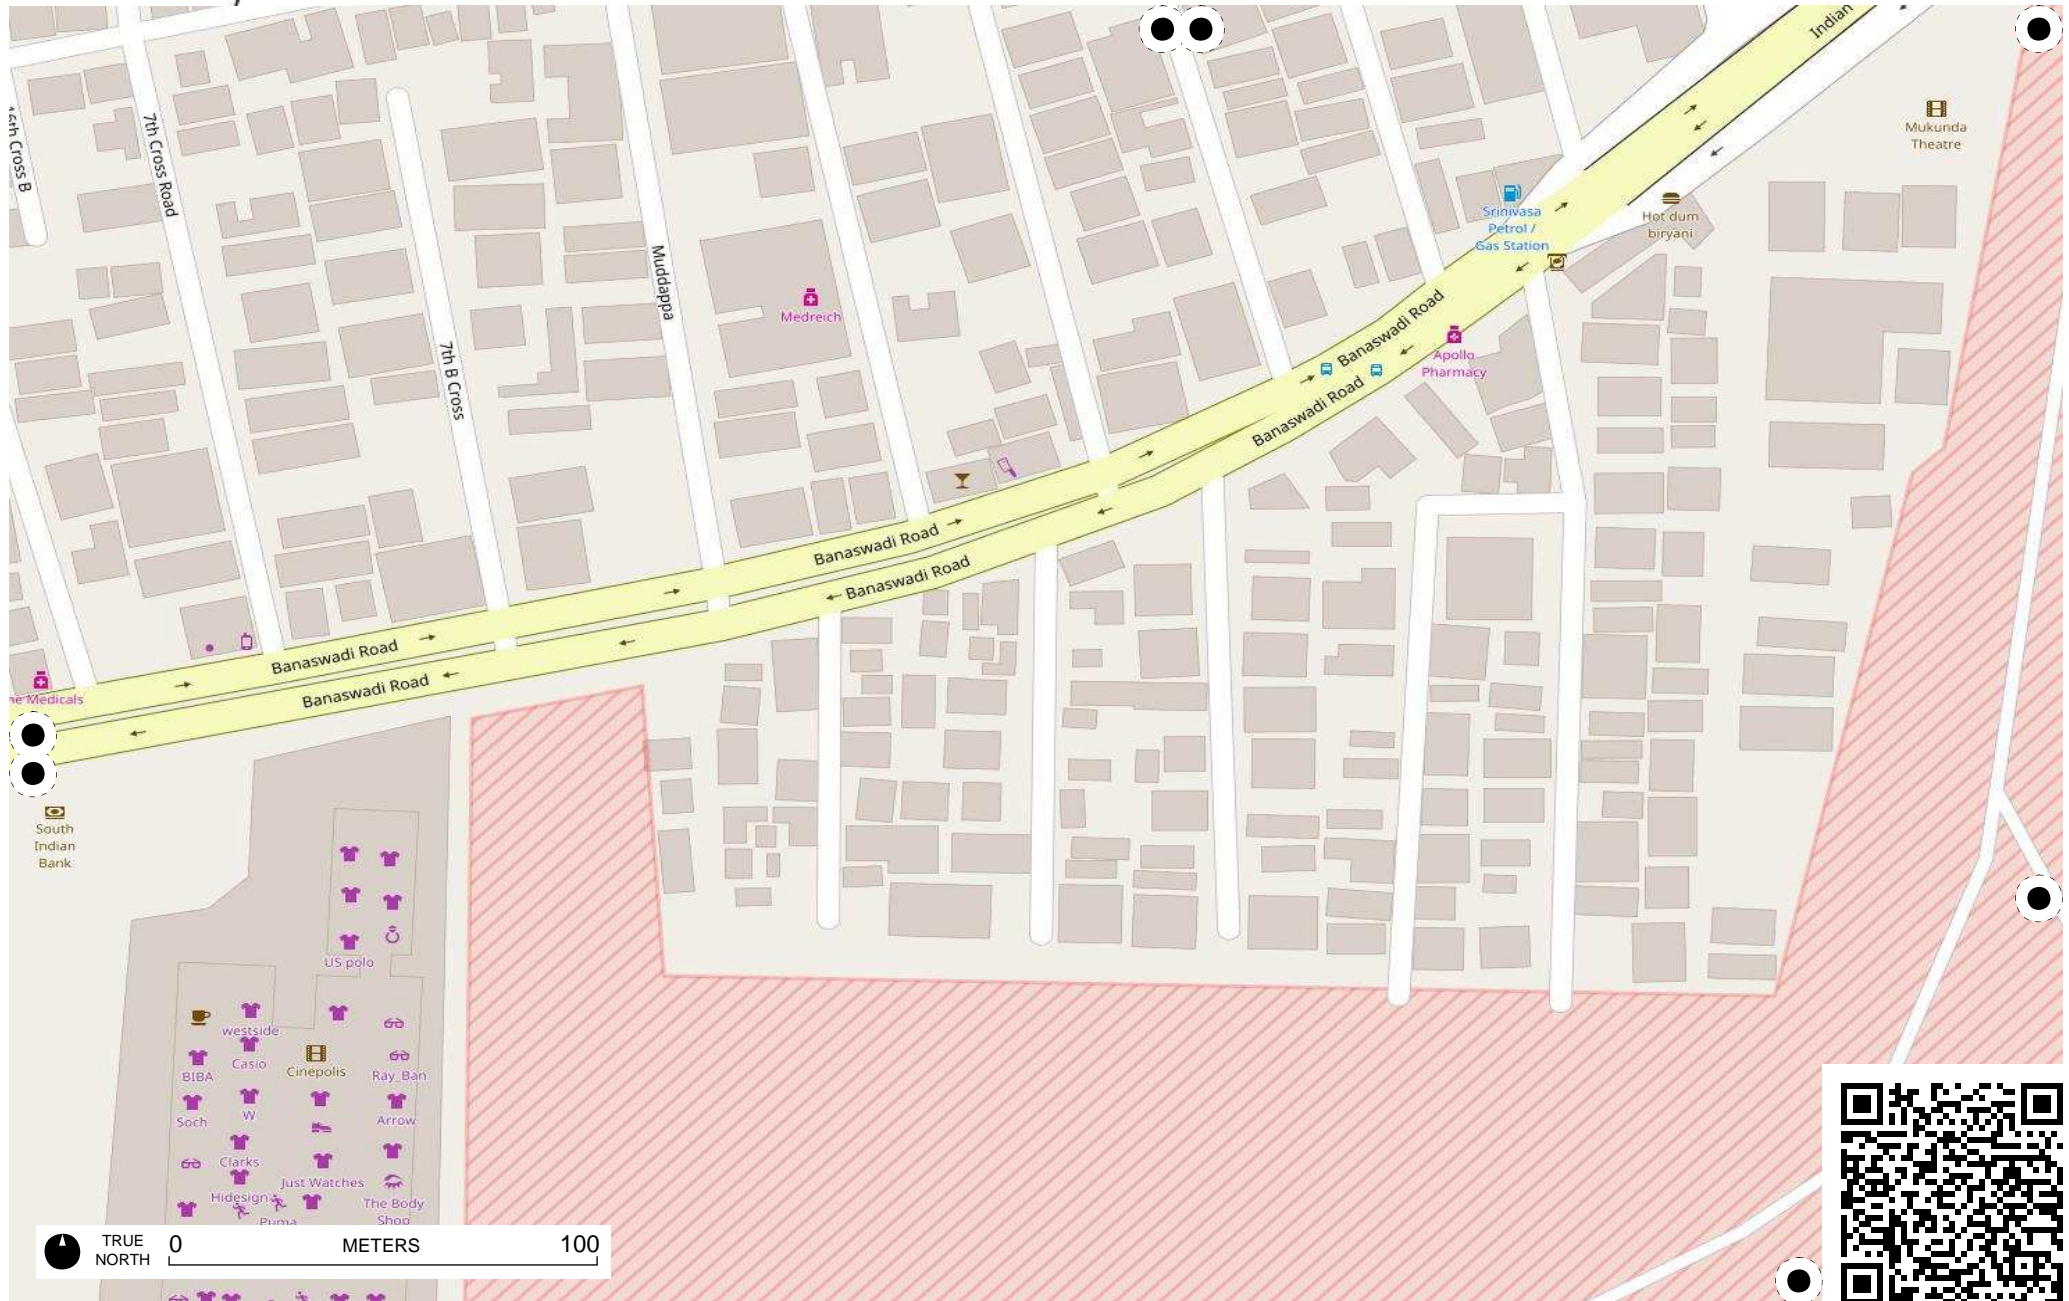 Indian
Mukunda
Theatre
7th Cross Road
Srinivasa
Petrol /
Gas Station
Hot dum
biryani
Muddappa
Medreich
Banaswadi Road
Apollo
Pharmacy
7th B Cross
Banaswadi Road
Banaswadi Road
Banaswadi Road
Banaswadi Road
Banaswadi Road
Medicals
South
Indian
Bank
US polo
westside
Casio
BIBA
Cinepolis
Ray Ban
W
Soch
Arrow
Clarks
Just Watches
Hidesign
The Body
Shop
Puma
TRUE
NORTH
0 METERS 100